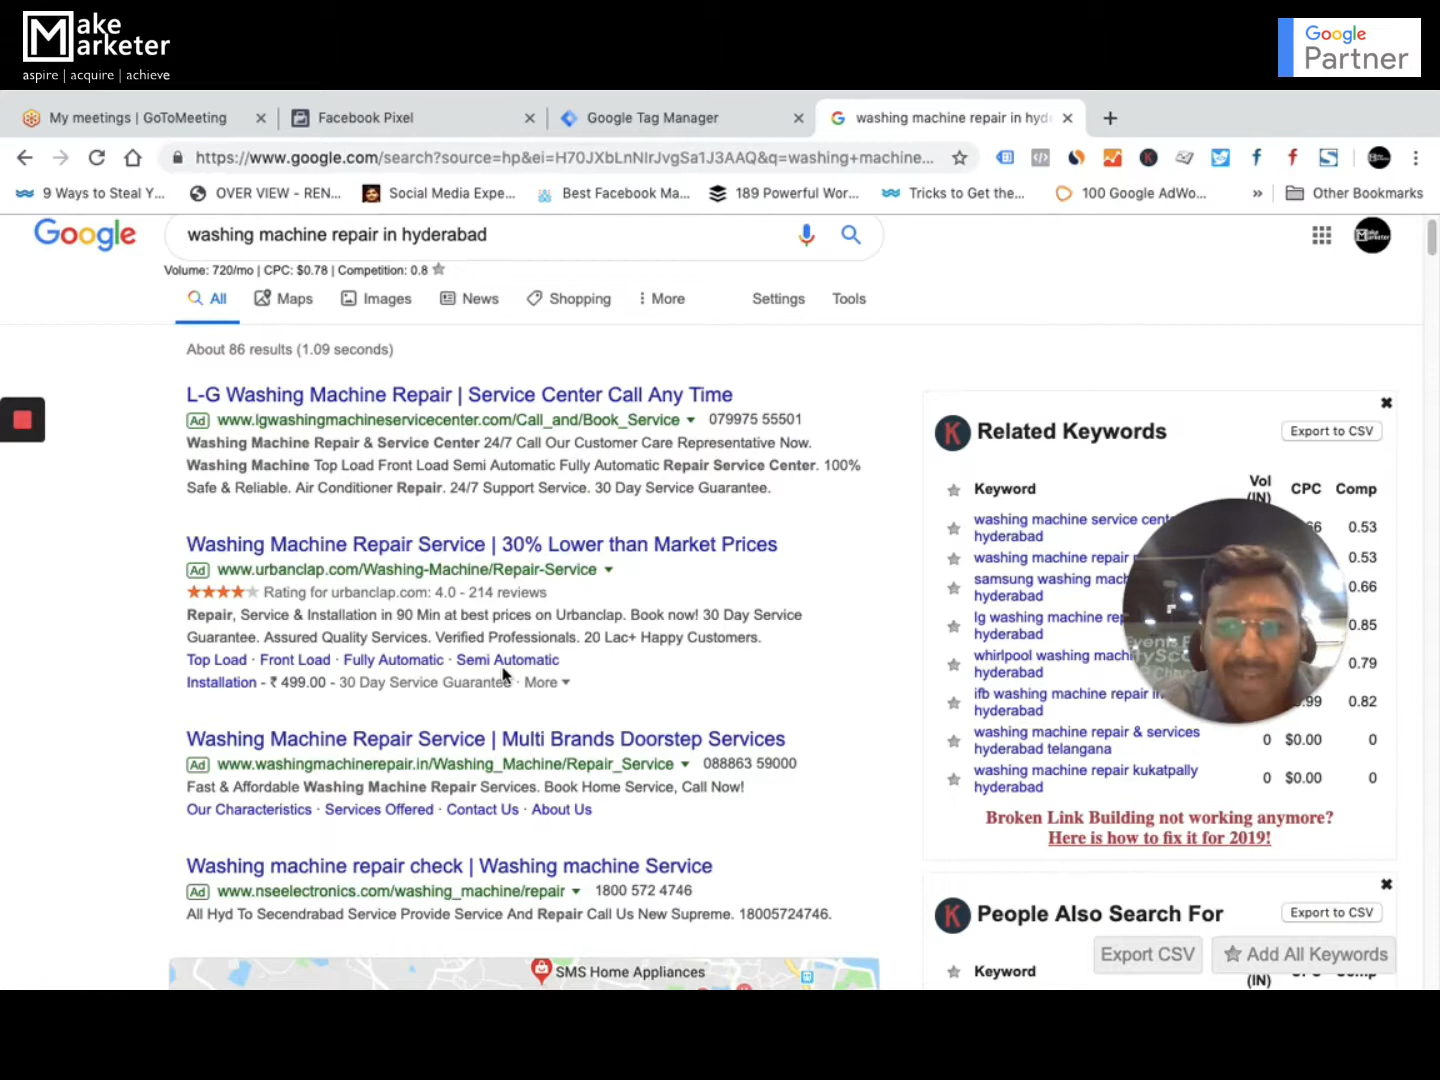 Make
Marketer
aspire | acquire | achieve
Google
Partner
My meetings | GoToMeeting
Facebook Pixel
Google Tag Manager
washing machine repair in hyde
https://www.google.com/search?source=hp&ei=H70JXbLnNIrJvgSa1J3AAQ&q=washing+machine...
9 Ways to Steal Y...
OVER VIEW - REN...
Social Media Expe...
Best Facebook Ma...
189 Powerful Wor...
Tricks to Get the...
100 Google AdWo...
»
Other Bookmarks
Google
washing machine repair in hyderabad
Make Marketer
Volume: 720/mo | CPC: $0.78 | Competition: 0.8
All
Maps
Images
News
Shopping
More
Settings
Tools
About 86 results (1.09 seconds)
L-G Washing Machine Repair | Service Center Call Any Time
Ad www.lgwashingmachineservicecenter.com/Call_and/Book_Service 079975 55501
Washing Machine Repair & Service Center 24/7 Call Our Customer Care Representative Now.
Washing Machine Top Load Front Load Semi Automatic Fully Automatic Repair Service Center. 100%
Safe & Reliable. Air Conditioner Repair. 24/7 Support Service. 30 Day Service Guarantee.
Washing Machine Repair Service | 30% Lower than Market Prices
Ad www.urbanclap.com/Washing-Machine/Repair-Service
Rating for urbanclap.com: 4.0 - 214 reviews
Repair, Service & Installation in 90 Min at best prices on Urbanclap. Book now! 30 Day Service
Guarantee. Assured Quality Services. Verified Professionals. 20 Lac+ Happy Customers.
Top Load · Front Load · Fully Automatic · Semi Automatic
Installation - ₹ 499.00 - 30 Day Service Guarantee · More
Washing Machine Repair Service | Multi Brands Doorstep Services
Ad www.washingmachinerepair.in/Washing_Machine/Repair_Service 088863 59000
Fast & Affordable Washing Machine Repair Services. Book Home Service, Call Now!
Our Characteristics · Services Offered · Contact Us · About Us
Washing machine repair check | Washing machine Service
Ad www.nseelectronics.com/washing_machine/repair 1800 572 4746
All Hyd To Secendrabad Service Provide Service And Repair Call Us New Supreme. 18005724746.
SMS Home Appliances
K Related Keywords
Export to CSV
Keyword Vol (IN) CPC Comp
washing machine service cent
hyderabad 0.53
washing machine repair 0.53
samsung washing mach
hyderabad 0.66
lg washing machine rep
hyderabad 0.85
whirlpool washing machi
hyderabad 0.79
ifb washing machine repair in
hyderabad .99 0.82
washing machine repair & services
hyderabad telangana 0 $0.00 0
washing machine repair kukatpally
hyderabad 0 $0.00 0
Broken Link Building not working anymore?
Here is how to fix it for 2019!
K People Also Search For
Export to CSV
Export CSV
Add All Keywords
Keyword
(IN)